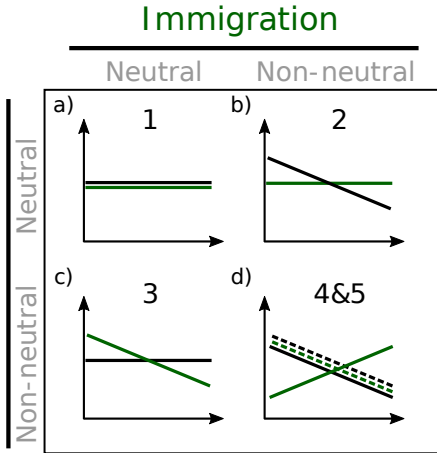 Immigration
Neutral Non-neutral
a) 1 b) 2
Neutral
c) 3 d) 4&5
Non-neutral